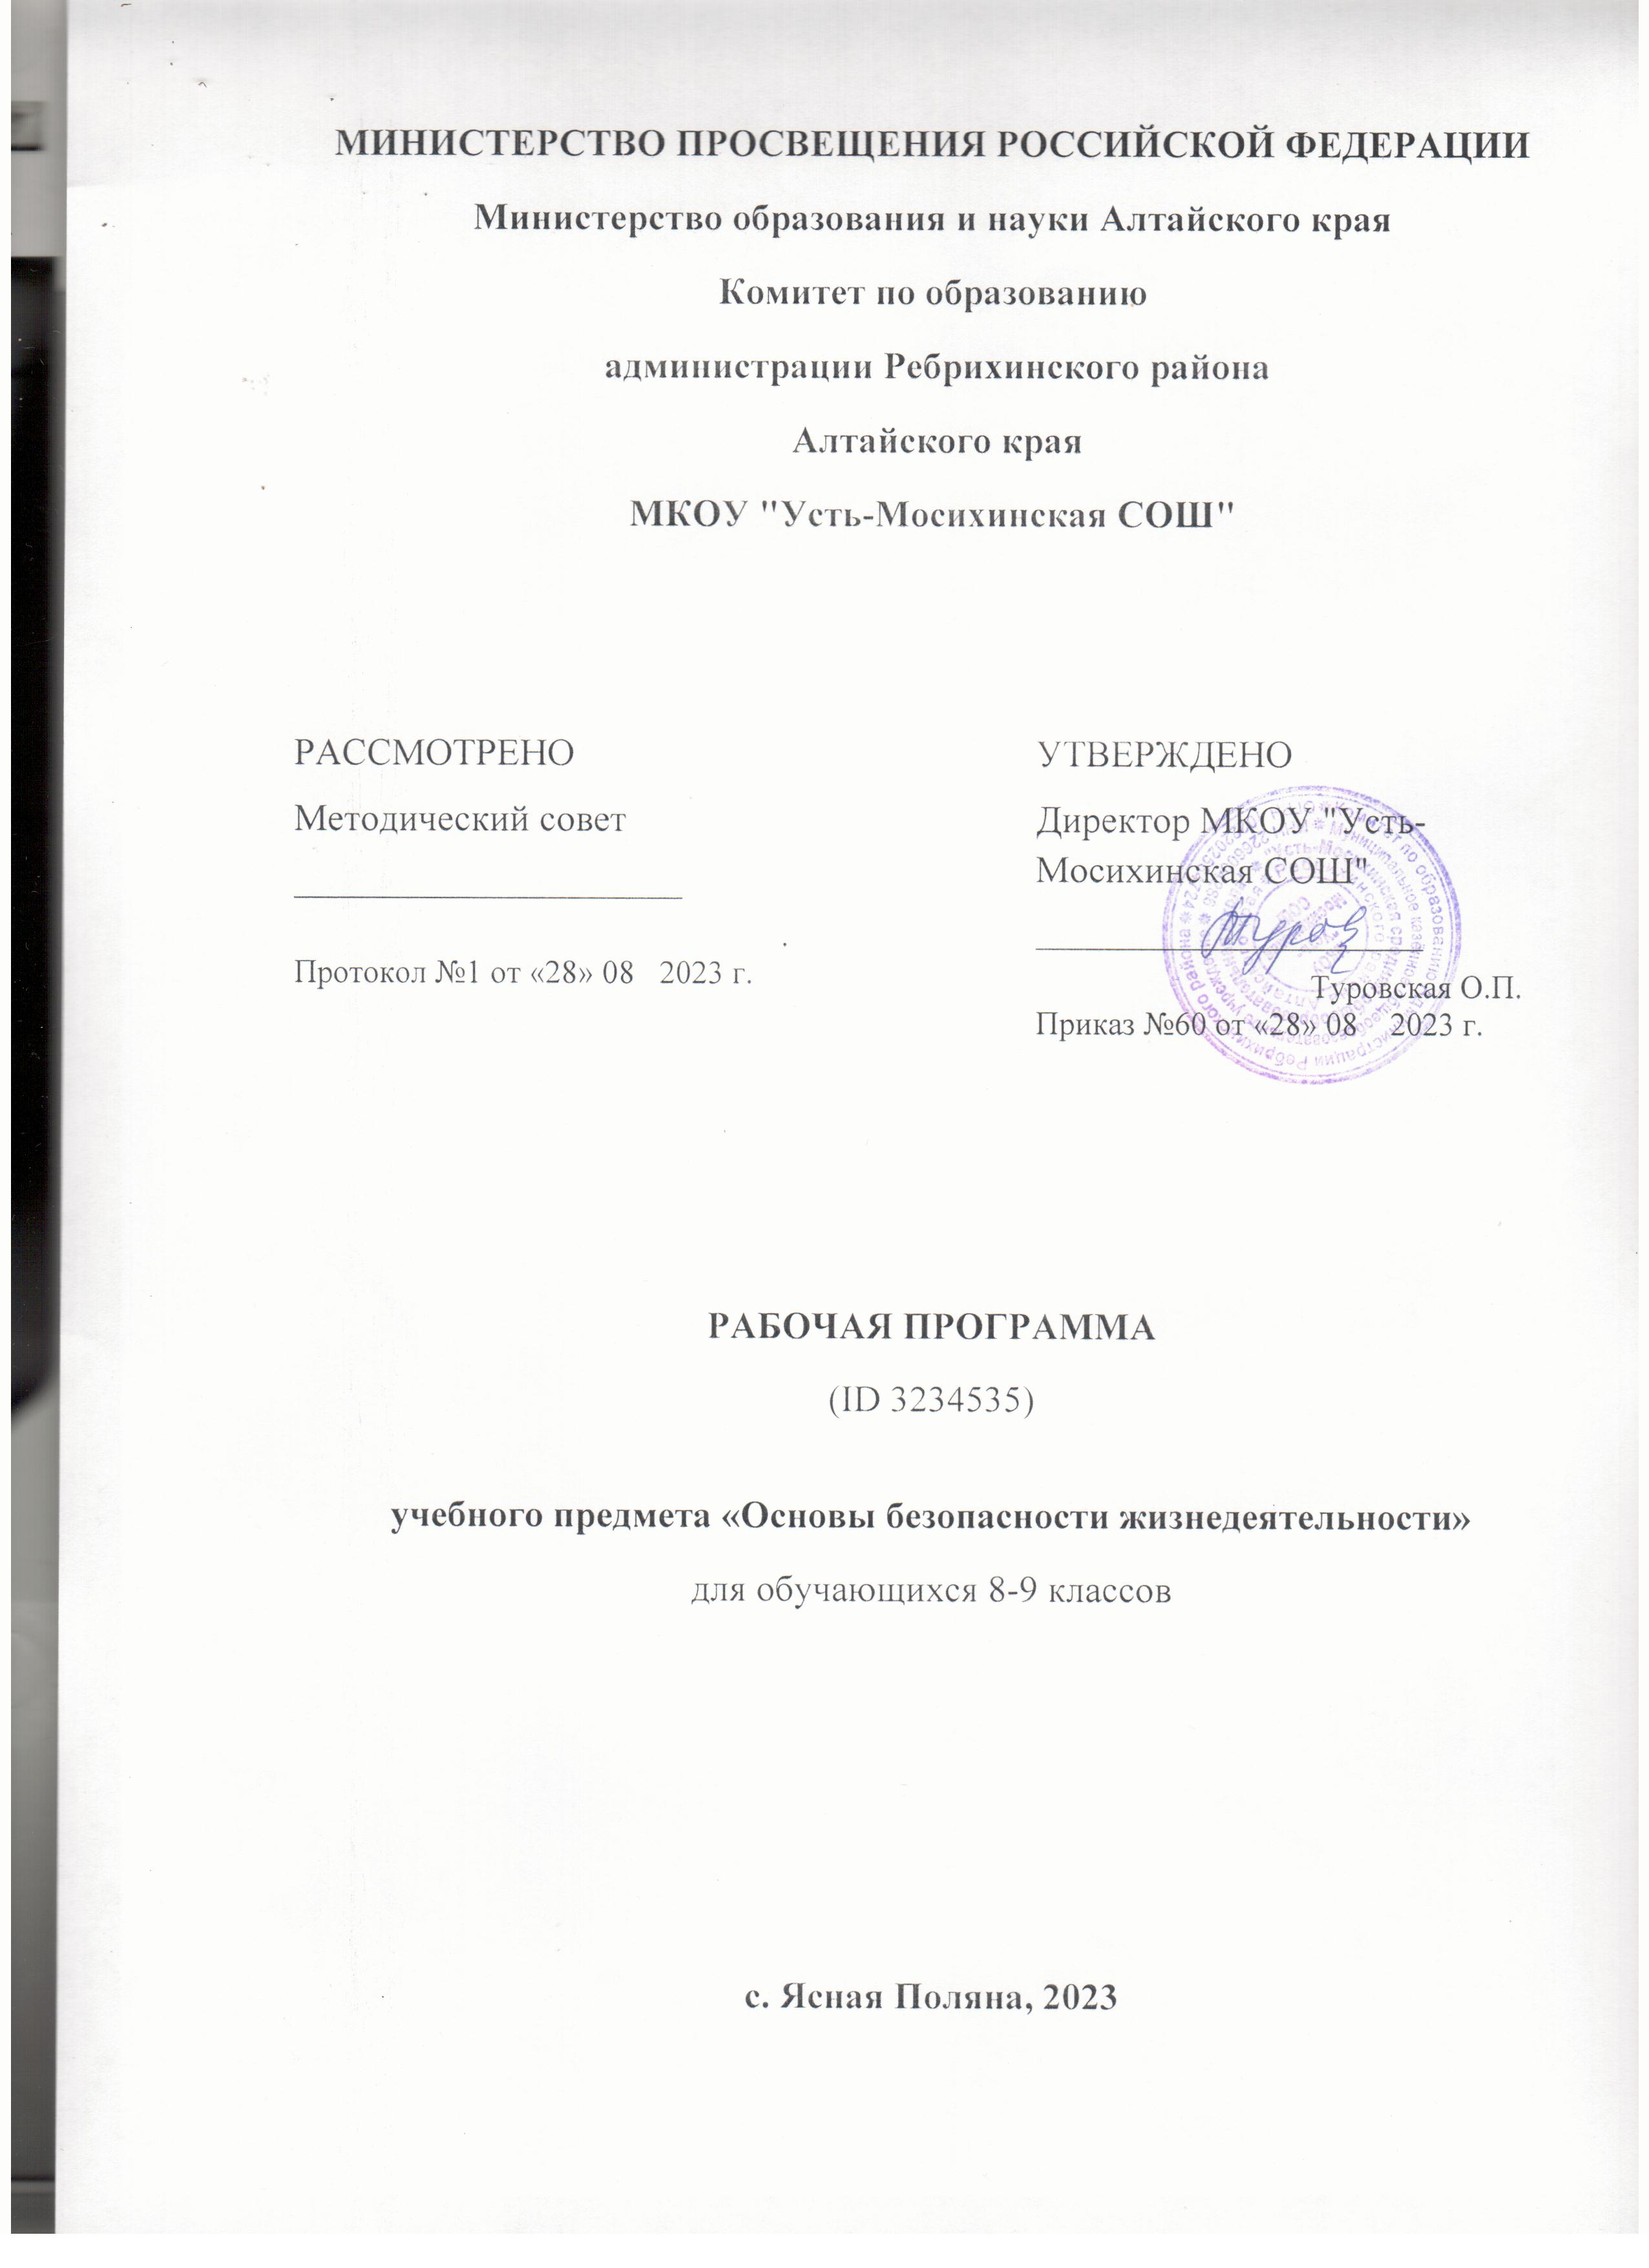 МИНИСТЕРСТВО ПРОСВЕЩЕНИЯ РОССИЙСКОЙ ФЕДЕРАЦИИ
Министерство образования и науки Алтайского края
Комитет по образованию
администрации Ребрихинского района
Алтайского края
МКОУ "Усть-Мосихинская СОШ"
РАССМОТРЕНО
Методический совет
Протокол №1 от «28» 08 2023 г.
УТВЕРЖДЕНО
Директор МКОУ "Усть-
Мосихинская СОШ"
Туровская О.П.
Приказ №60 от «28» 08 2023 г.
РАБОЧАЯ ПРОГРАММА
(ID 3234535)
учебного предмета «Основы безопасности жизнедеятельности»
для обучающихся 8-9 классов
с. Ясная Поляна, 2023